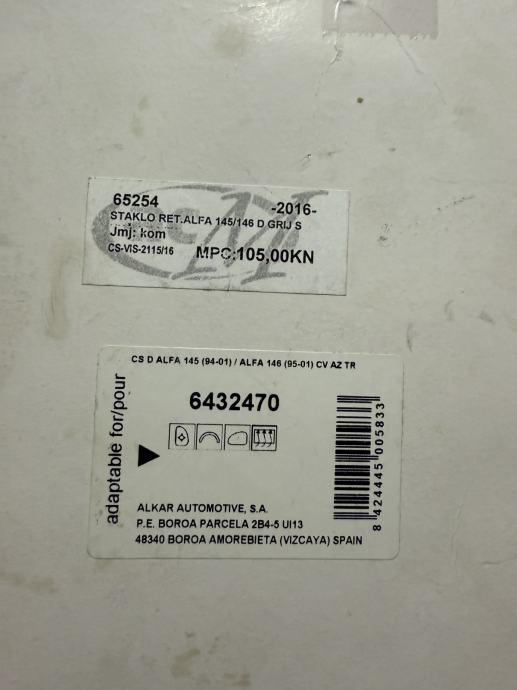 65254 -2016-
STAKLO RET.ALFA 145/146 D GRIJ S
Jmj: kom
CS-VIS-2115/16 MPC:105,00KN
CS D ALFA 145 (94-01) / ALFA 146 (95-01) CV AZ TR
adaptable for/pour
6432470
8 424445 005833
ALKAR AUTOMOTIVE, S.A.
P.E. BOROA PARCELA 2B4-5 UI13
48340 BOROA AMOREBIETA (VIZCAYA) SPAIN